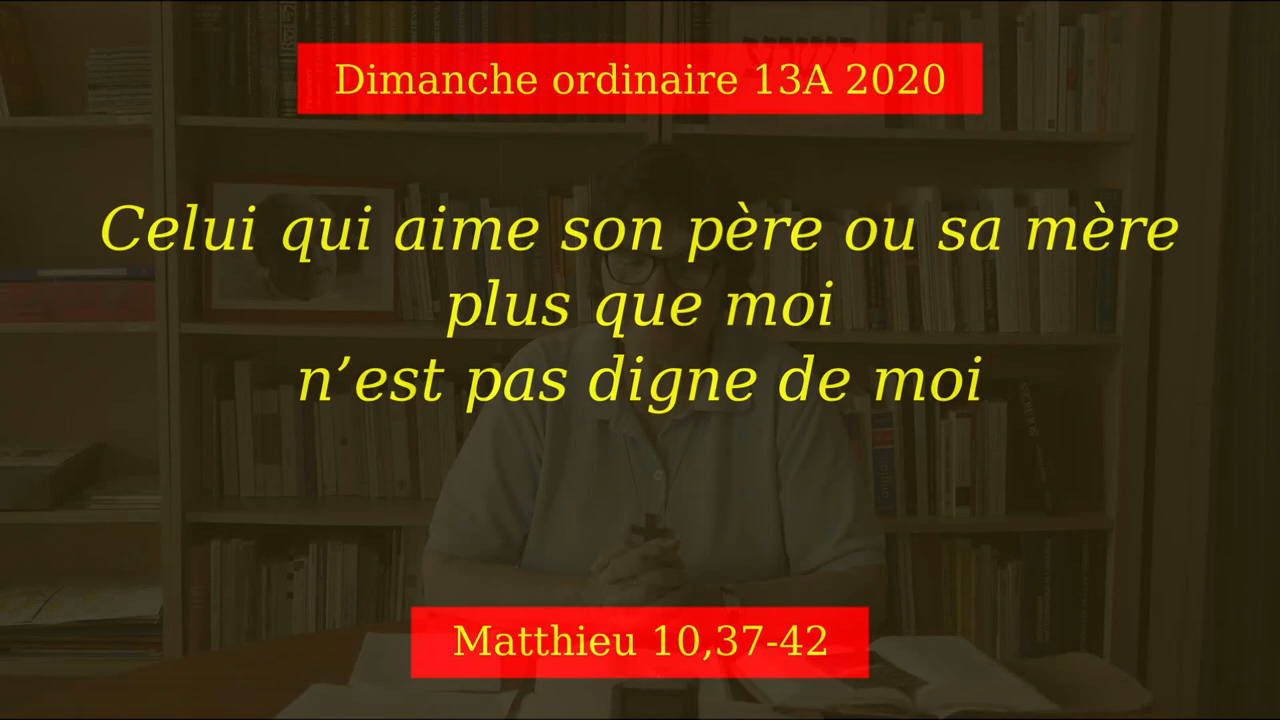 Dimanche ordinaire 13A 2020
Celui qui aime son père ou sa mère
plus que moi
n’est pas digne de moi
Matthieu 10,37-42